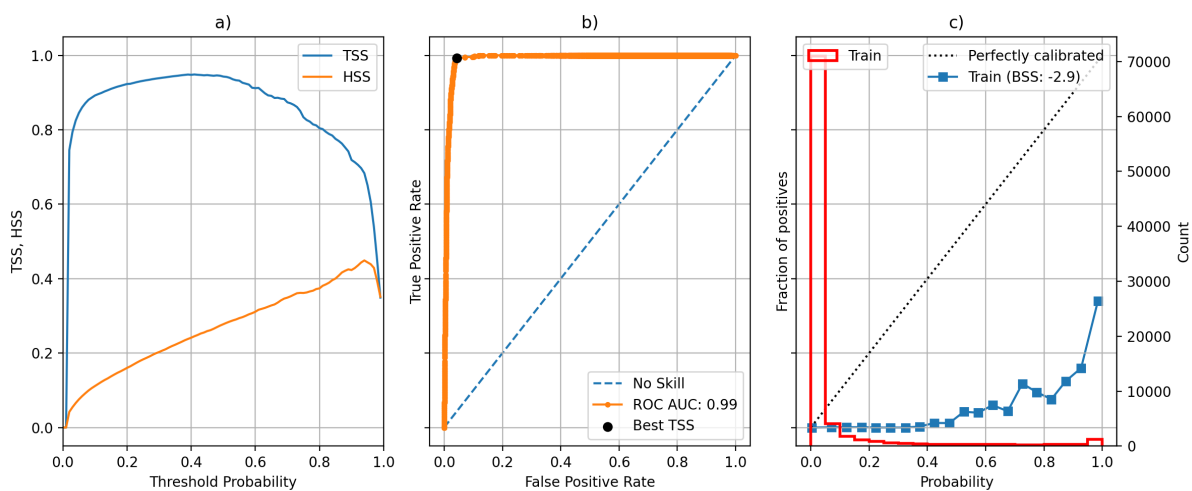 a)
TSS, HSS
1.0
0.8
0.6
0.4
0.2
0.0
TSS
HSS
0.0 0.2 0.4 0.6 0.8 1.0
Threshold Probability
b)
True Positive Rate
No Skill
ROC AUC: 0.99
Best TSS
0.0 0.2 0.4 0.6 0.8 1.0
False Positive Rate
c)
Fraction of positives
Train
Perfectly calibrated
Train (BSS: -2.9)
70000
60000
50000
40000
30000
20000
10000
0
Count
0.0 0.2 0.4 0.6 0.8 1.0
Probability